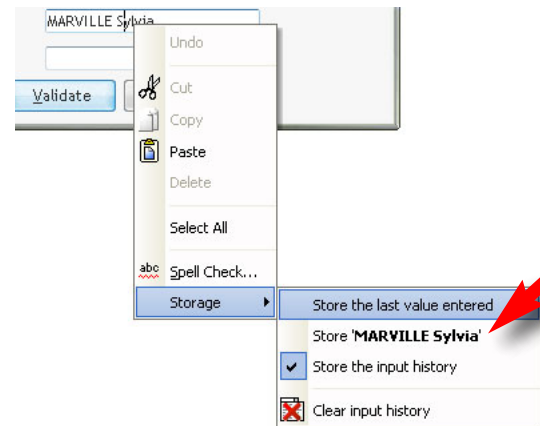 MARVILLE Sylvia
Undo
Validate
Cut
Copy
Paste
Delete
Select All
abc Spell Check...
Storage
Store the last value entered
Store 'MARVILLE Sylvia'
Store the input history
Clear input history